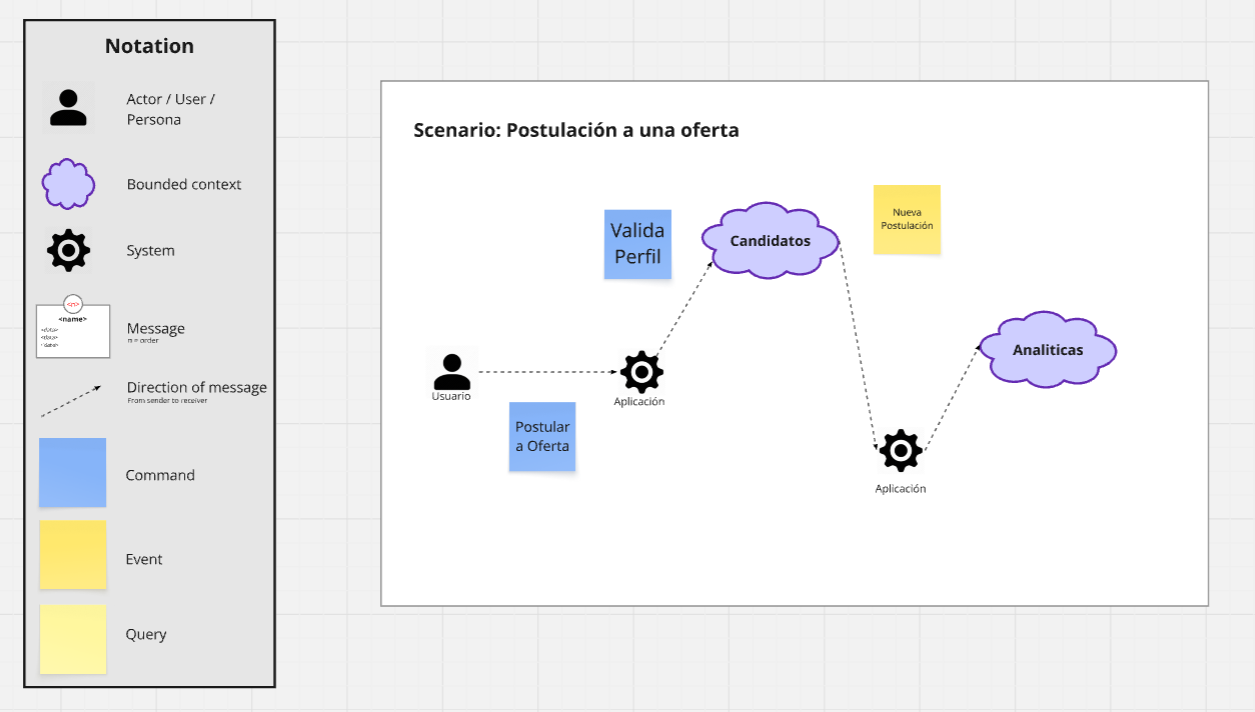 Notation
Actor / User /
Persona
Bounded context
System
<n>
<name>
<data>
<data>
Message
n = order
Direction of message
From sender to receiver
Command
Event
Query
Scenario: Postulación a una oferta
Valida
Perfil
Candidatos
Nueva
Postulación
Usuario
Aplicación
Postular
a Oferta
Analiticas
Aplicación